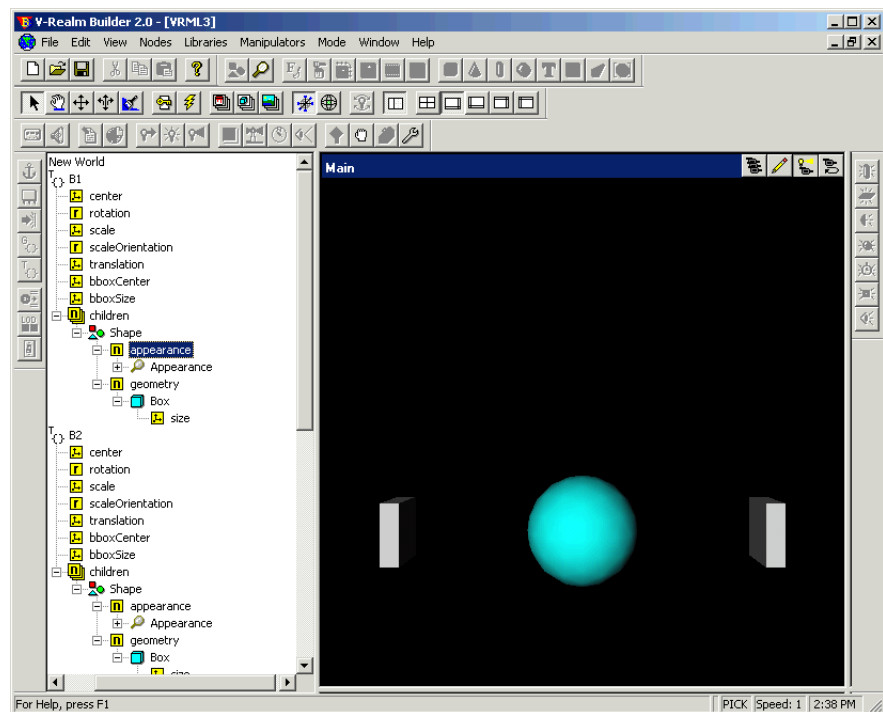 V-Realm Builder 2.0 - [VRML3]
File Edit View Nodes Libraries Manipulators Mode Window Help
New World
B1
center
rotation
scale
scaleOrientation
translation
bboxCenter
bboxSize
children
Shape
appearance
Appearance
geometry
Box
size
B2
center
rotation
scale
scaleOrientation
translation
bboxCenter
bboxSize
children
Shape
appearance
Appearance
geometry
Box
size
Main
For Help, press F1
PICK Speed: 1 2:38 PM